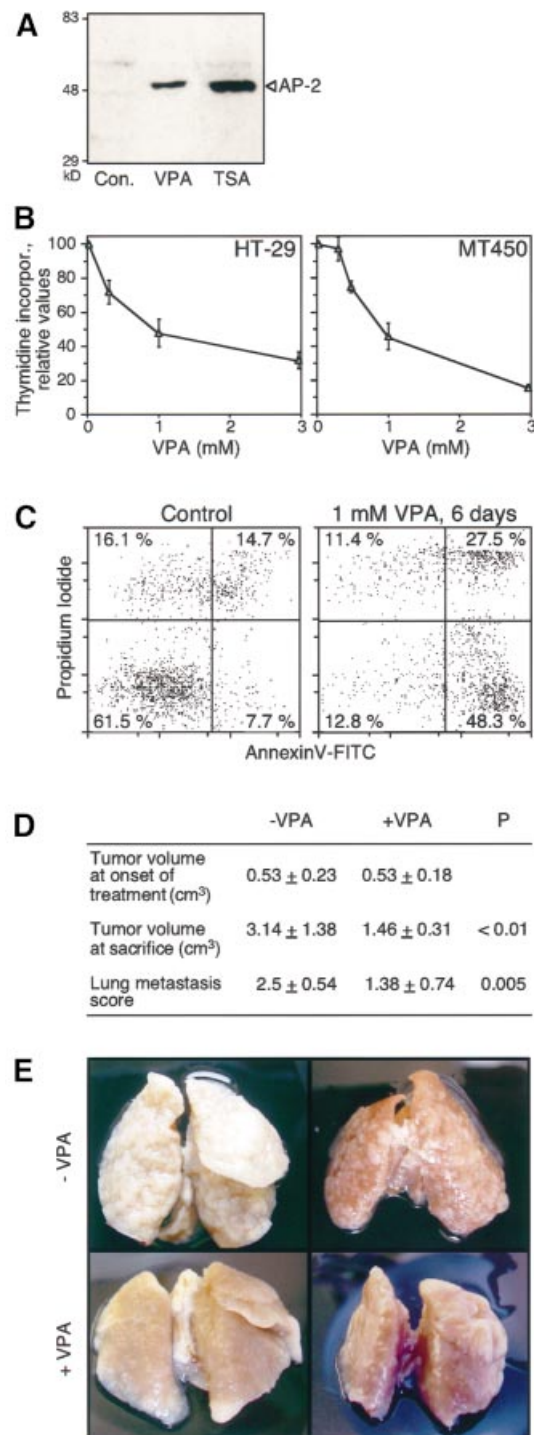 A
83
48
29
kD
◁AP-2
Con. VPA TSA
B
Thymidine incorpor.,
relative values
100
80
60
40
20
0
HT-29
0 1 2 3
VPA (mM)
MT450
0 1 2 3
VPA (mM)
C
Control
16.1 % 14.7 %
61.5 % 7.7 %
1 mM VPA, 6 days
11.4 % 27.5 %
12.8 % 48.3 %
Propidium Iodide
AnnexinV-FITC
D
-VPA +VPA P
Tumor volume
at onset of
treatment (cm³) 0.53 ± 0.23 0.53 ± 0.18
Tumor volume
at sacrifice (cm³) 3.14 ± 1.38 1.46 ± 0.31 < 0.01
Lung metastasis
score 2.5 ± 0.54 1.38 ± 0.74 0.005
E
- VPA
+ VPA